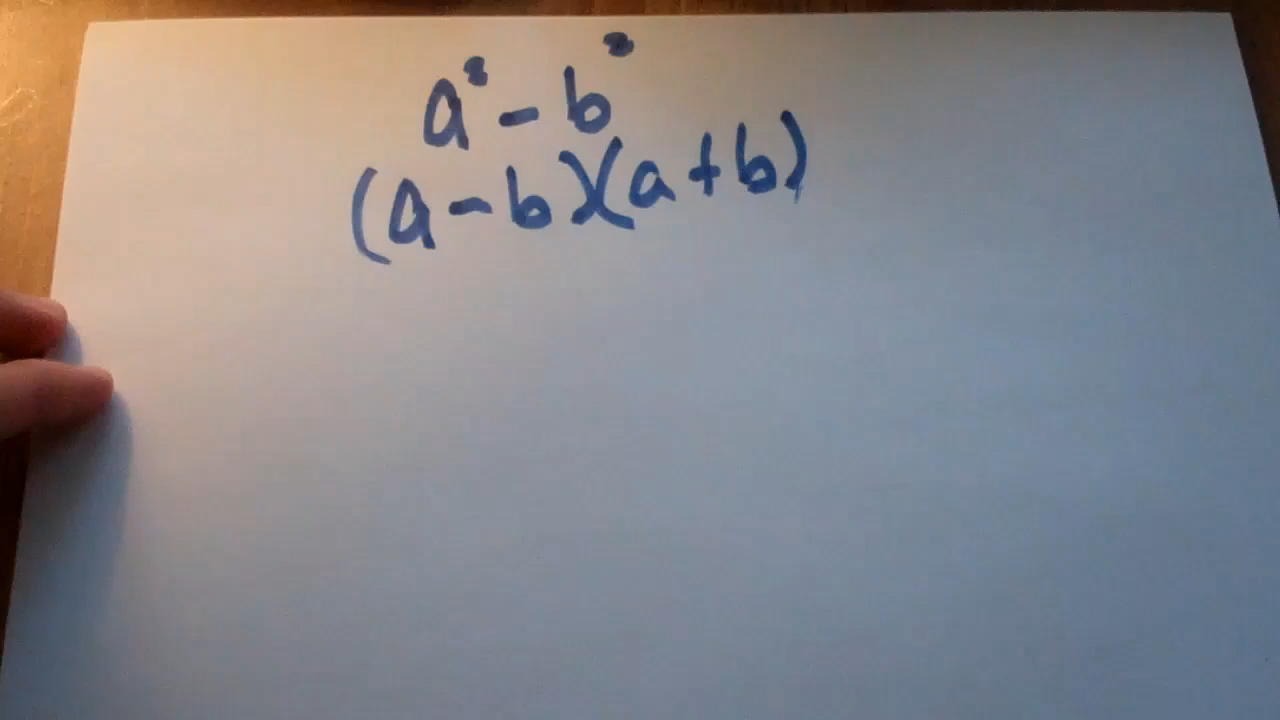 a² - b²
(a - b)(a + b)